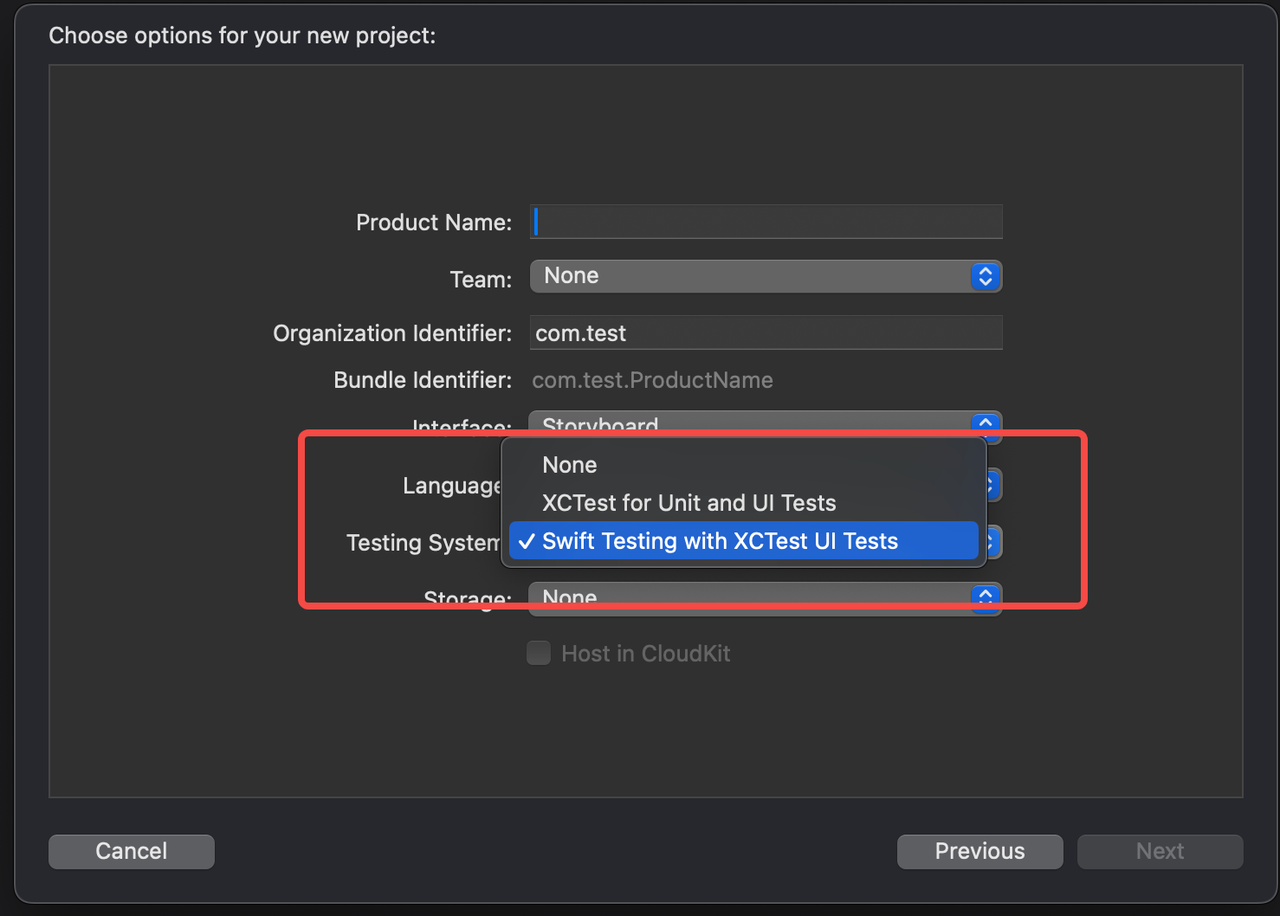 Choose options for your new project:
Product Name:
Team: None
Organization Identifier: com.test
Bundle Identifier: com.test.ProductName
Interface: Storyboard
None
Language
XCTest for Unit and UI Tests
Testing System
Swift Testing with XCTest UI Tests
Storage: None
Host in CloudKit
Cancel Previous Next